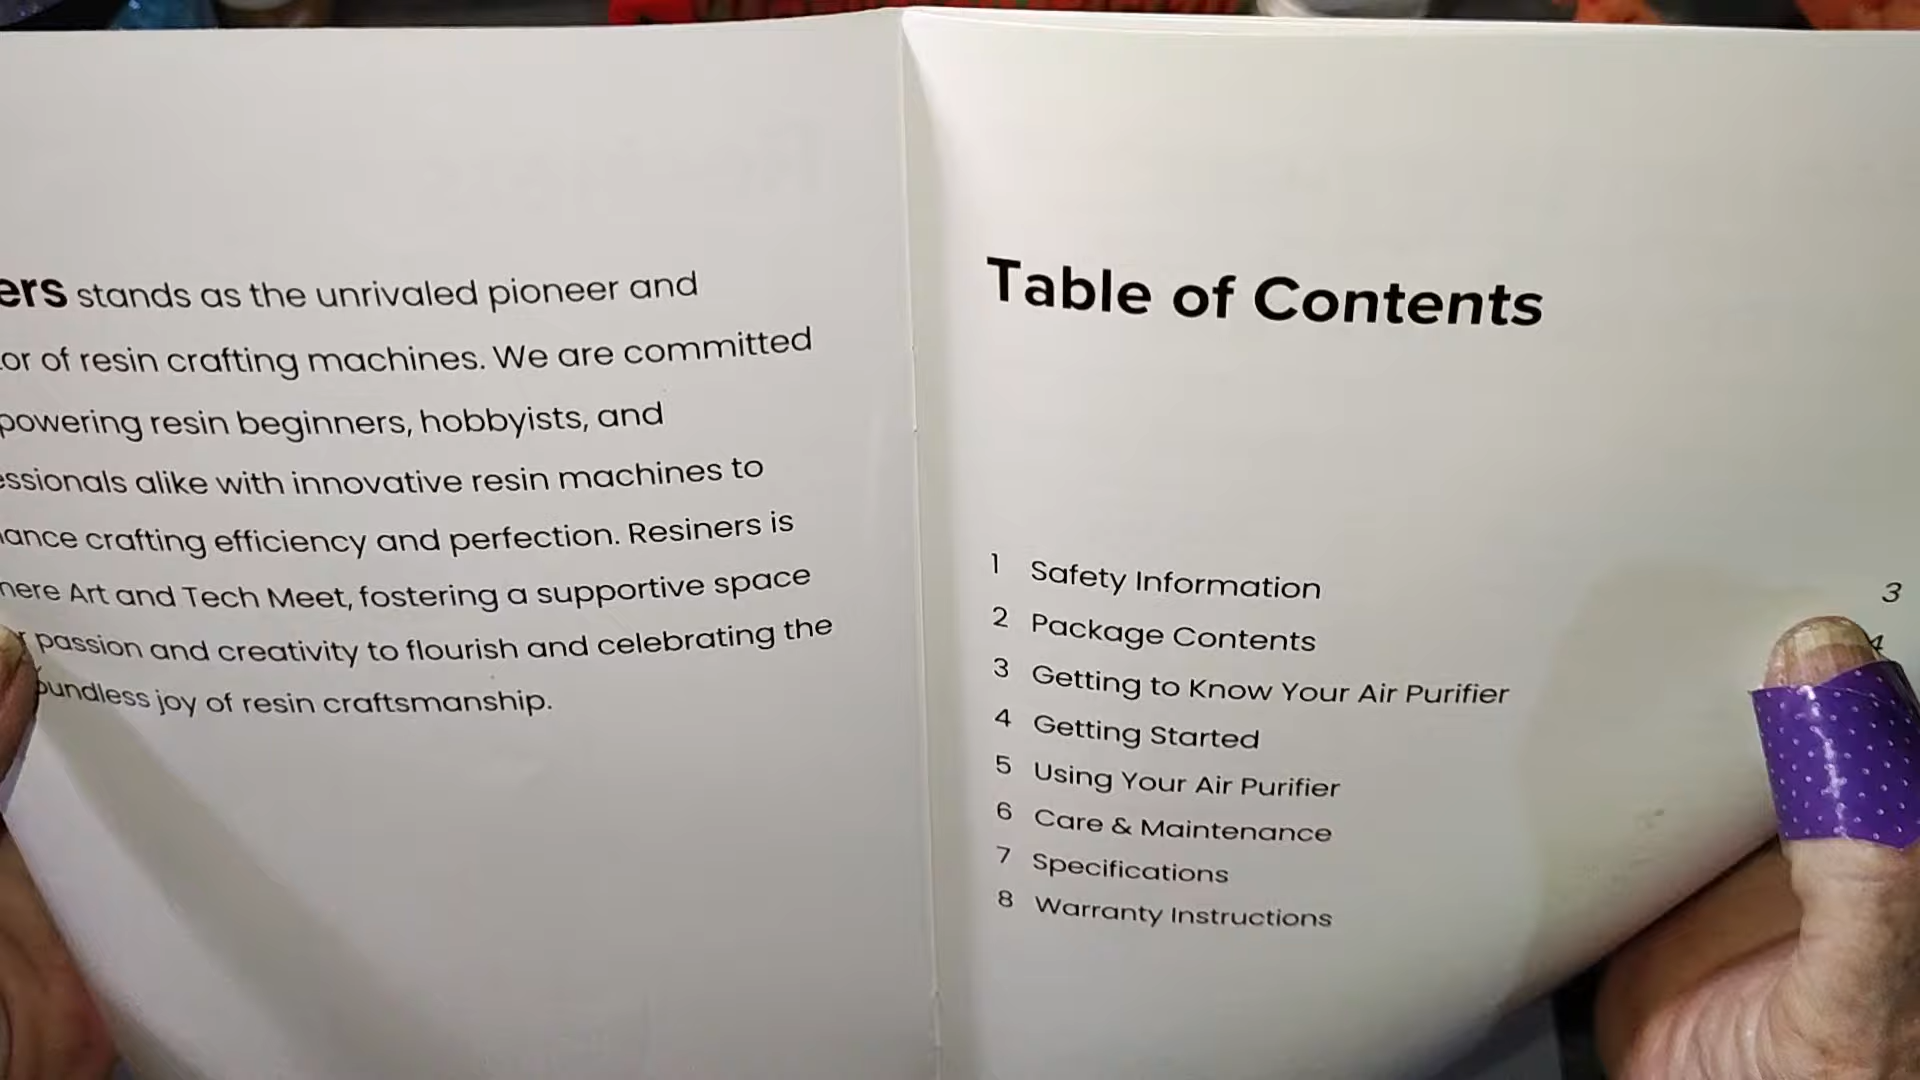 ers stands as the unrivaled pioneer and
or of resin crafting machines. We are committed
powering resin beginners, hobbyists, and
essionals alike with innovative resin machines to
ance crafting efficiency and perfection. Resiners is
here Art and Tech Meet, fostering a supportive space
r passion and creativity to flourish and celebrating the
oundless joy of resin craftsmanship.
Table of Contents
1 Safety Information 3
2 Package Contents 4
3 Getting to Know Your Air Purifier
4 Getting Started
5 Using Your Air Purifier
6 Care & Maintenance
7 Specifications
8 Warranty Instructions